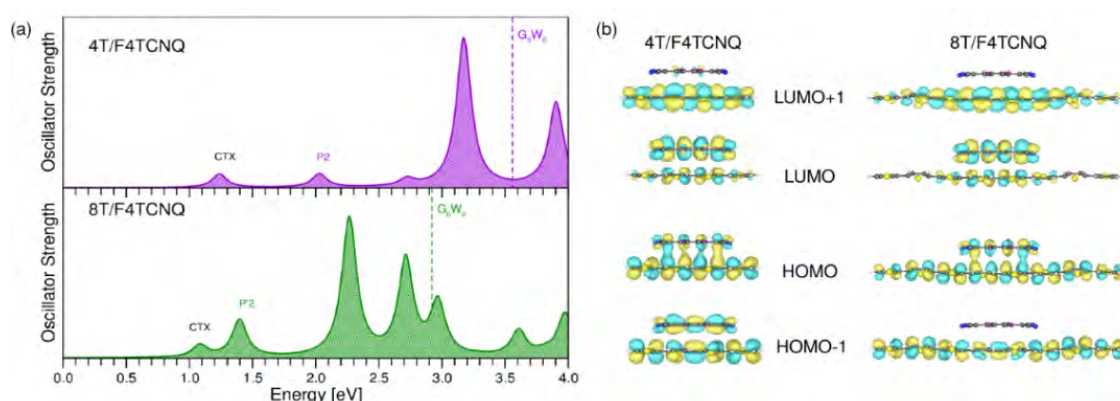 (a)
4T/F4TCNQ
G₀W₀
CTX
P2
Oscillator Strength
8T/F4TCNQ
G₀W₀
CTX
P'2
Oscillator Strength
0.0 0.5 1.0 1.5 2.0 2.5 3.0 3.5 4.0
Energy [eV]
(b)
4T/F4TCNQ 8T/F4TCNQ
LUMO+1
LUMO
HOMO
HOMO-1